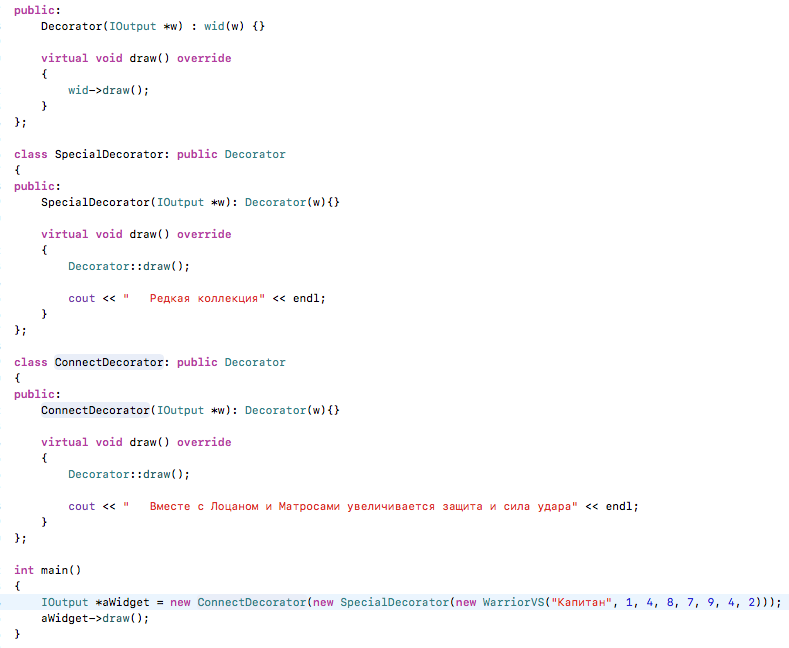 public:
    Decorator(IOutput *w) : wid(w) {}
    virtual void draw() override
    {
        wid->draw();
    }
};
class SpecialDecorator: public Decorator
{
public:
    SpecialDecorator(IOutput *w): Decorator(w){}
    virtual void draw() override
    {
        Decorator::draw();
        cout << "   Редкая коллекция" << endl;
    }
};
class ConnectDecorator: public Decorator
{
public:
    ConnectDecorator(IOutput *w): Decorator(w){}
    virtual void draw() override
    {
        Decorator::draw();
        cout << "   Вместе с Лоцаном и Матросами увеличивается защита и сила удара" << endl;
    }
};
int main()
{
    IOutput *aWidget = new ConnectDecorator(new SpecialDecorator(new WarriorVS("Капитан", 1, 4, 8, 7, 9, 4, 2)));
    aWidget->draw();
}